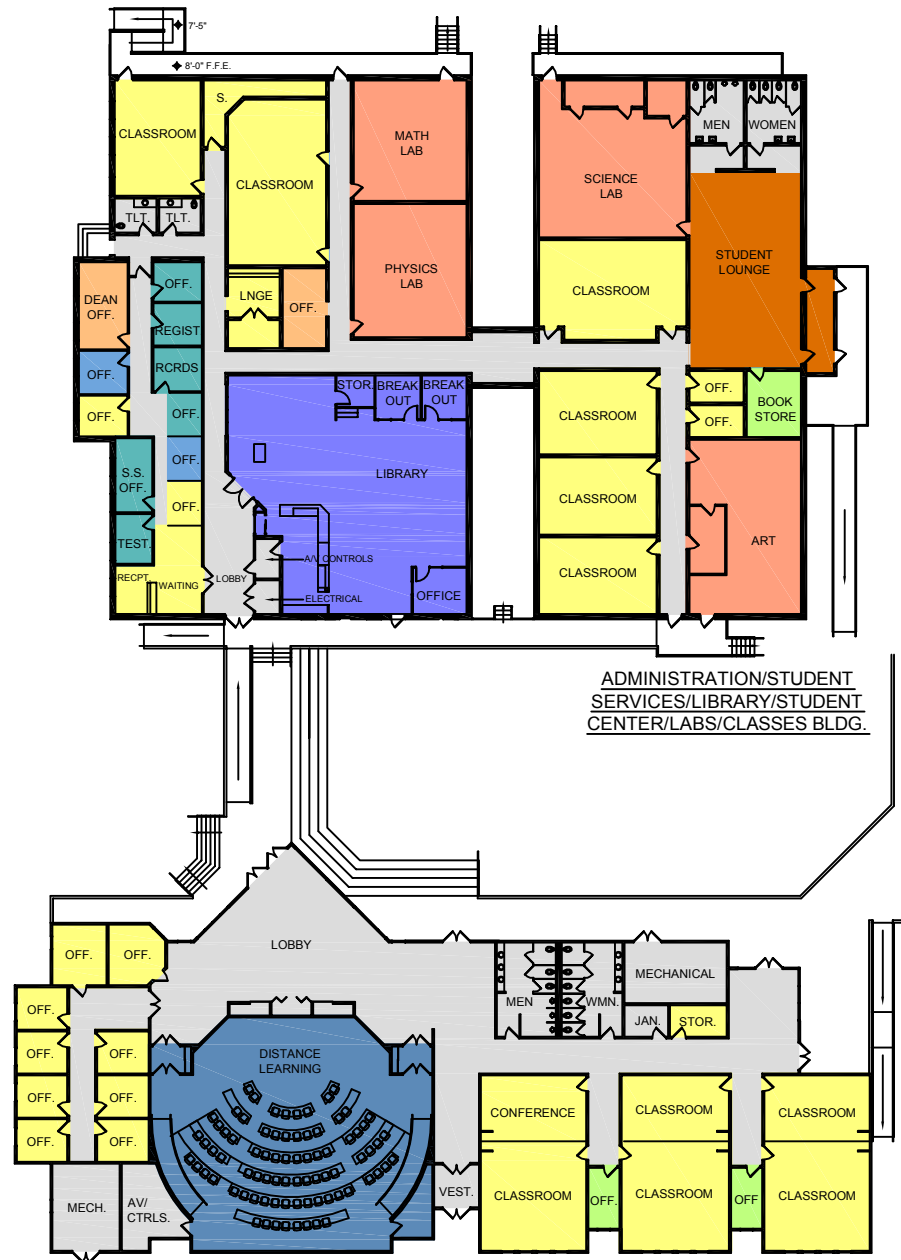 7'-5"
8'-0" F.F.E.
S.
CLASSROOM
MATH
LAB
MEN
WOMEN
CLASSROOM
SCIENCE
LAB
TLT.
TLT.
STUDENT
LOUNGE
PHYSICS
LAB
CLASSROOM
DEAN
OFF.
OFF.
LNGE
OFF.
REGIST
OFF.
RCRDS
STOR.
BREAK
OUT
BREAK
OUT
OFF.
BOOK
STORE
OFF.
OFF.
OFF.
CLASSROOM
OFF.
LIBRARY
S.S.
OFF.
CLASSROOM
OFF.
TEST.
ART
A/V CONTROLS
RECPT.
WAITING
LOBBY
CLASSROOM
ELECTRICAL
OFFICE
ADMINISTRATION/STUDENT
SERVICES/LIBRARY/STUDENT
CENTER/LABS/CLASSES BLDG.
LOBBY
OFF.
OFF.
MECHANICAL
MEN
WMN.
OFF.
JAN.
STOR.
DISTANCE
LEARNING
OFF.
OFF.
OFF.
OFF.
CONFERENCE
CLASSROOM
CLASSROOM
OFF.
OFF.
VEST.
CLASSROOM
OFF.
CLASSROOM
OFF
CLASSROOM
MECH.
AV/
CTRLS.